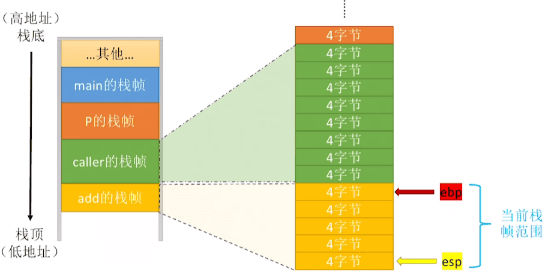 （高地址）
栈底
...其他...
main的栈帧
P的栈帧
caller的栈帧
add的栈帧
栈顶
（低地址）
4字节
4字节
4字节
4字节
4字节
4字节
4字节
4字节
4字节
4字节
4字节
4字节
4字节
4字节
ebp
esp
当前栈
帧范围